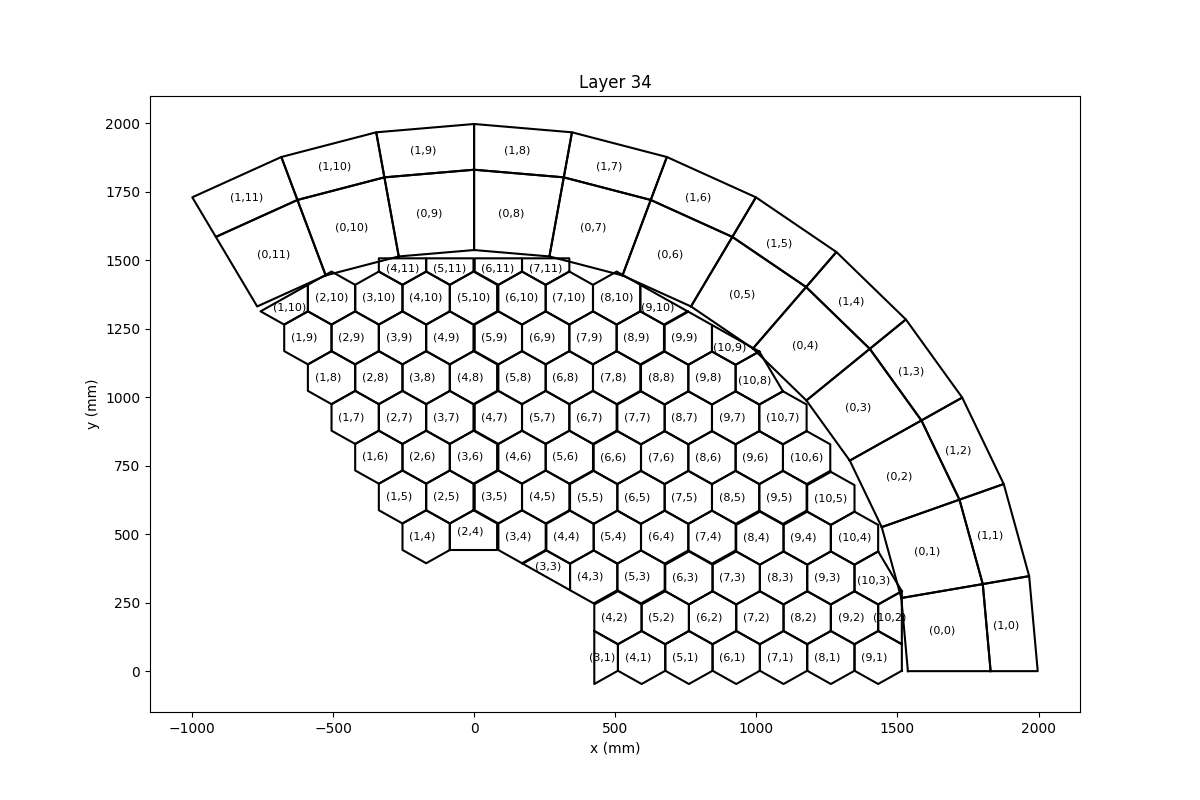 Layer 34
2000
1750
1500
1250
1000
750
500
250
0
y (mm)
−1000
−500
0
500
1000
1500
2000
x (mm)
(1,11) (1,10) (1,9) (1,8) (1,7) (1,6) (1,5) (1,4) (1,3) (1,2) (1,1) (1,0)
(0,11) (0,10) (0,9) (0,8) (0,7) (0,6) (0,5) (0,4) (0,3) (0,2) (0,1) (0,0)
(4,11) (5,11) (6,11) (7,11)
(1,10) (2,10) (3,10) (4,10) (5,10) (6,10) (7,10) (8,10) (9,10)
(1,9) (2,9) (3,9) (4,9) (5,9) (6,9) (7,9) (8,9) (9,9) (10,9)
(1,8) (2,8) (3,8) (4,8) (5,8) (6,8) (7,8) (8,8) (9,8) (10,8)
(1,7) (2,7) (3,7) (4,7) (5,7) (6,7) (7,7) (8,7) (9,7) (10,7)
(1,6) (2,6) (3,6) (4,6) (5,6) (6,6) (7,6) (8,6) (9,6) (10,6)
(1,5) (2,5) (3,5) (4,5) (5,5) (6,5) (7,5) (8,5) (9,5) (10,5)
(1,4) (2,4) (3,4) (4,4) (5,4) (6,4) (7,4) (8,4) (9,4) (10,4)
(3,3) (4,3) (5,3) (6,3) (7,3) (8,3) (9,3) (10,3)
(4,2) (5,2) (6,2) (7,2) (8,2) (9,2) (10,2)
(3,1) (4,1) (5,1) (6,1) (7,1) (8,1) (9,1)